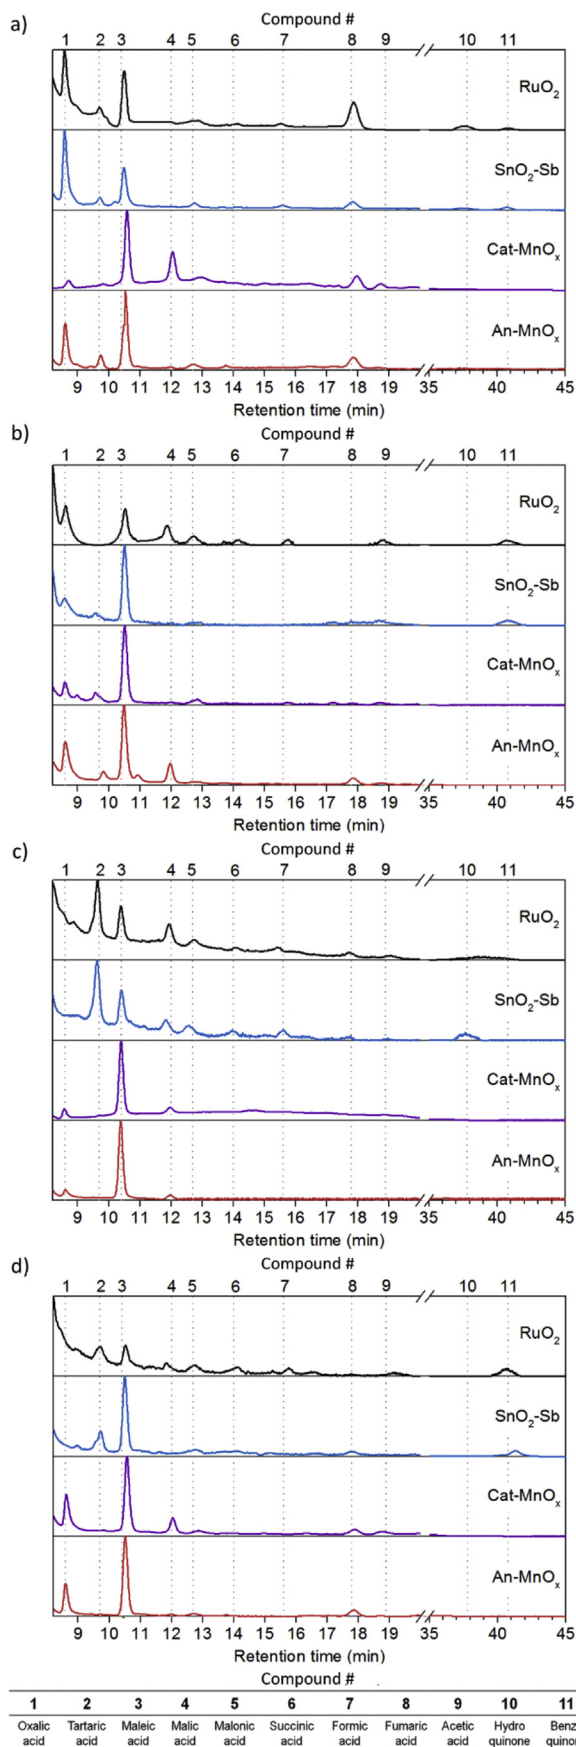 a)
Compound #
1 2 3 4 5 6 7 8 9 10 11
RuO₂
SnO₂-Sb
Cat-MnOₓ
An-MnOₓ
9 10 11 12 13 14 15 16 17 18 19 35 40 45
Retention time (min)
b)
Compound #
1 2 3 4 5 6 7 8 9 10 11
RuO₂
SnO₂-Sb
Cat-MnOₓ
An-MnOₓ
9 10 11 12 13 14 15 16 17 18 19 35 40 45
Retention time (min)
c)
Compound #
1 2 3 4 5 6 7 8 9 10 11
RuO₂
SnO₂-Sb
Cat-MnOₓ
An-MnOₓ
9 10 11 12 13 14 15 16 17 18 19 35 40 45
Retention time (min)
d)
Compound #
1 2 3 4 5 6 7 8 9 10 11
RuO₂
SnO₂-Sb
Cat-MnOₓ
An-MnOₓ
9 10 11 12 13 14 15 16 17 18 19 35 40 45
Retention time (min)
Compound #
1 2 3 4 5 6 7 8 9 10 11
Oxalic Tartaric Maleic Malic Malonic Succinic Formic Fumaric Acetic Hydro Benz
acid acid acid acid acid acid acid acid acid quinone quinor